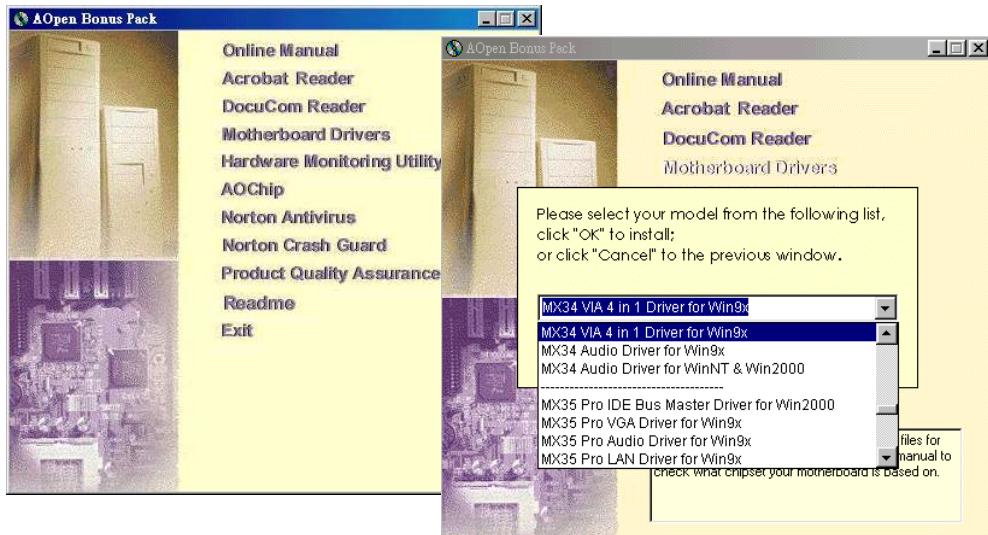 AOpen Bonus Pack
Online Manual
Acrobat Reader
DocuCom Reader
Motherboard Drivers
Hardware Monitoring Utility
AOChip
Norton Antivirus
Norton Crash Guard
Product Quality Assurance
Readme
Exit
AOpen Bonus Pack
Online Manual
Acrobat Reader
DocuCom Reader
Motherboard Drivers
Please select your model from the following list,
click "OK" to install;
or click "Cancel" to the previous window.
MX34 VIA 4 in 1 Driver for Win9x
MX34 VIA 4 in 1 Driver for Win9x
MX34 Audio Driver for Win9x
MX34 Audio Driver for WinNT & Win2000
------------------------------------
MX35 Pro IDE Bus Master Driver for Win2000
MX35 Pro VGA Driver for Win9x
MX35 Pro Audio Driver for Win9x
MX35 Pro LAN Driver for Win9x
files for
manual to
check what chipset your motherboard is based on.